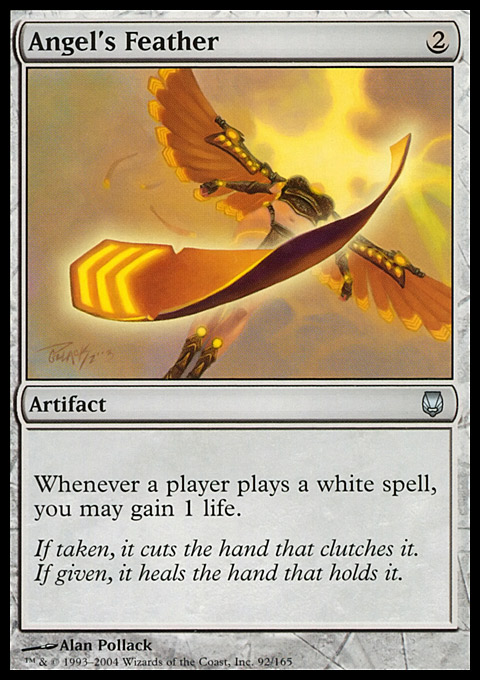 Angel's Feather 2
Artifact
Whenever a player plays a white spell,
you may gain 1 life.
If taken, it cuts the hand that clutches it.
If given, it heals the hand that holds it.
Alan Pollack
™ & © 1993–2004 Wizards of the Coast, Inc. 92/165